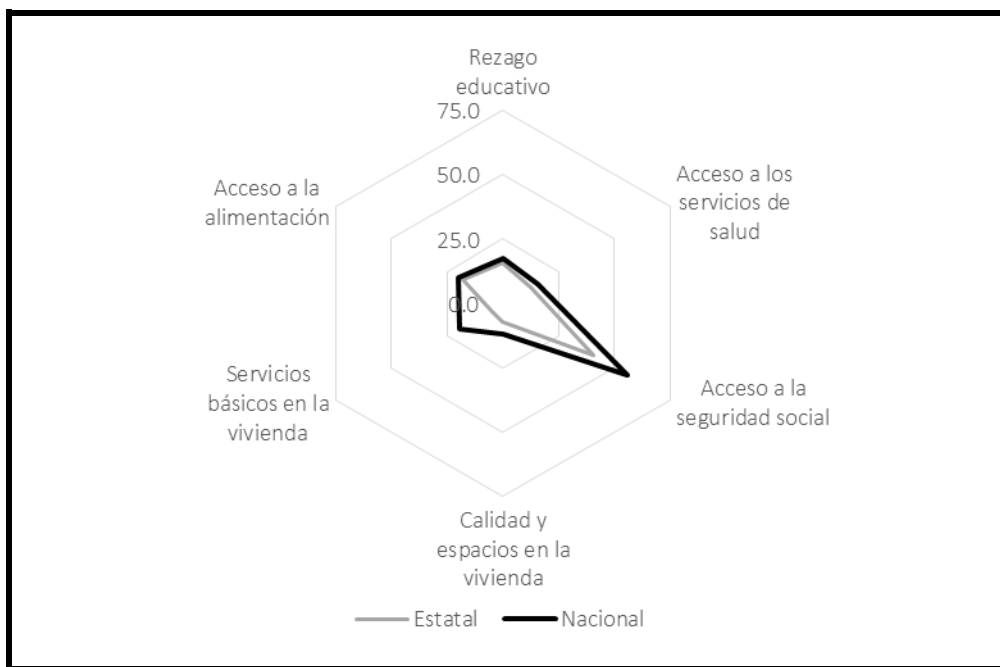 Rezago
educativo
75.0
50.0
25.0
0.0
Acceso a los
servicios de
salud
Acceso a la
seguridad social
Calidad y
espacios en la
vivienda
Servicios
básicos en la
vivienda
Acceso a la
alimentación
Estatal
Nacional